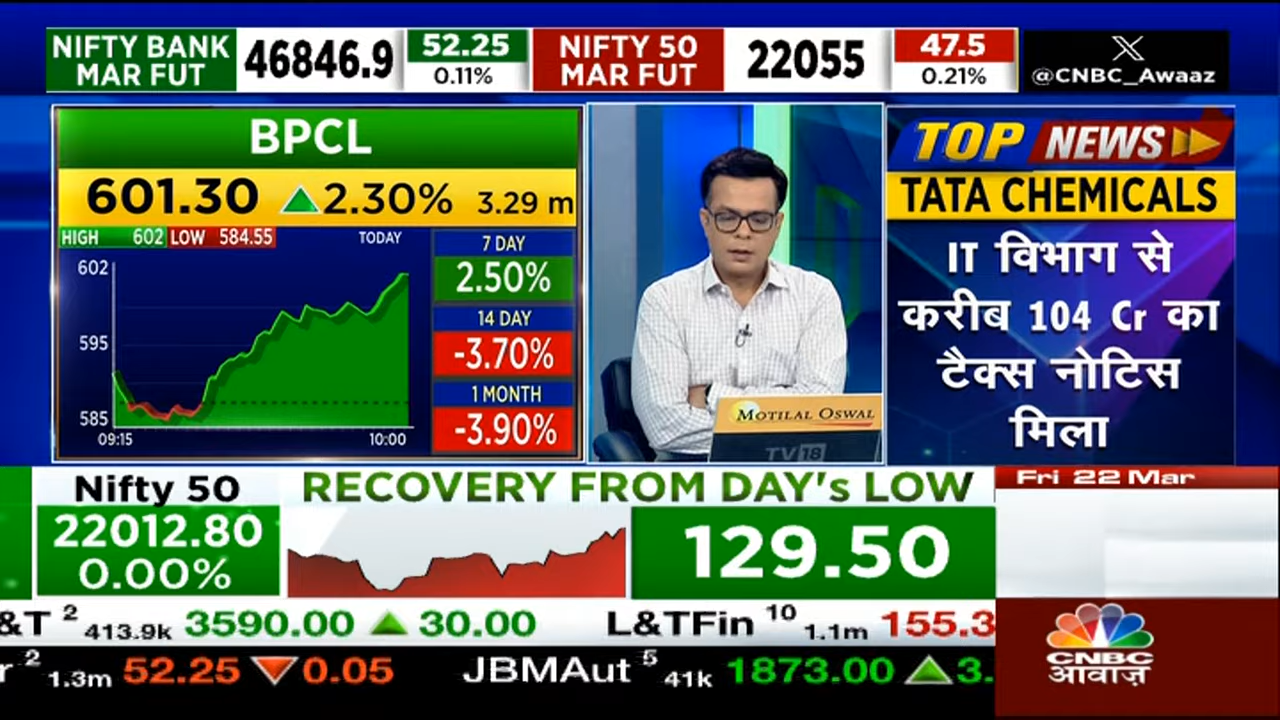 NIFTY BANK
MAR FUT
46846.9
52.25
0.11%
NIFTY 50
MAR FUT
22055
47.5
0.21%
X
@CNBC_Awaaz
BPCL
601.30 ▲2.30% 3.29 m
HIGH 602 LOW 584.55 TODAY
602
595
585
09:15 10:00
7 DAY
2.50%
14 DAY
-3.70%
1 MONTH
-3.90%
MOTILAL OSWAL
TV18
TOP NEWS
TATA CHEMICALS
IT विभाग से
करीब 104 Cr का
टैक्स नोटिस
मिला
Nifty 50
22012.80
0.00%
RECOVERY FROM DAY's LOW
129.50
Fri 22 Mar
&T 2 413.9k 3590.00 ▲ 30.00 L&TFin 10 1.1m 155.3
r 2 1.3m 52.25 ▼ 0.05 JBMAut 5 41k 1873.00 ▲ 3.
CNBC
आवाज़